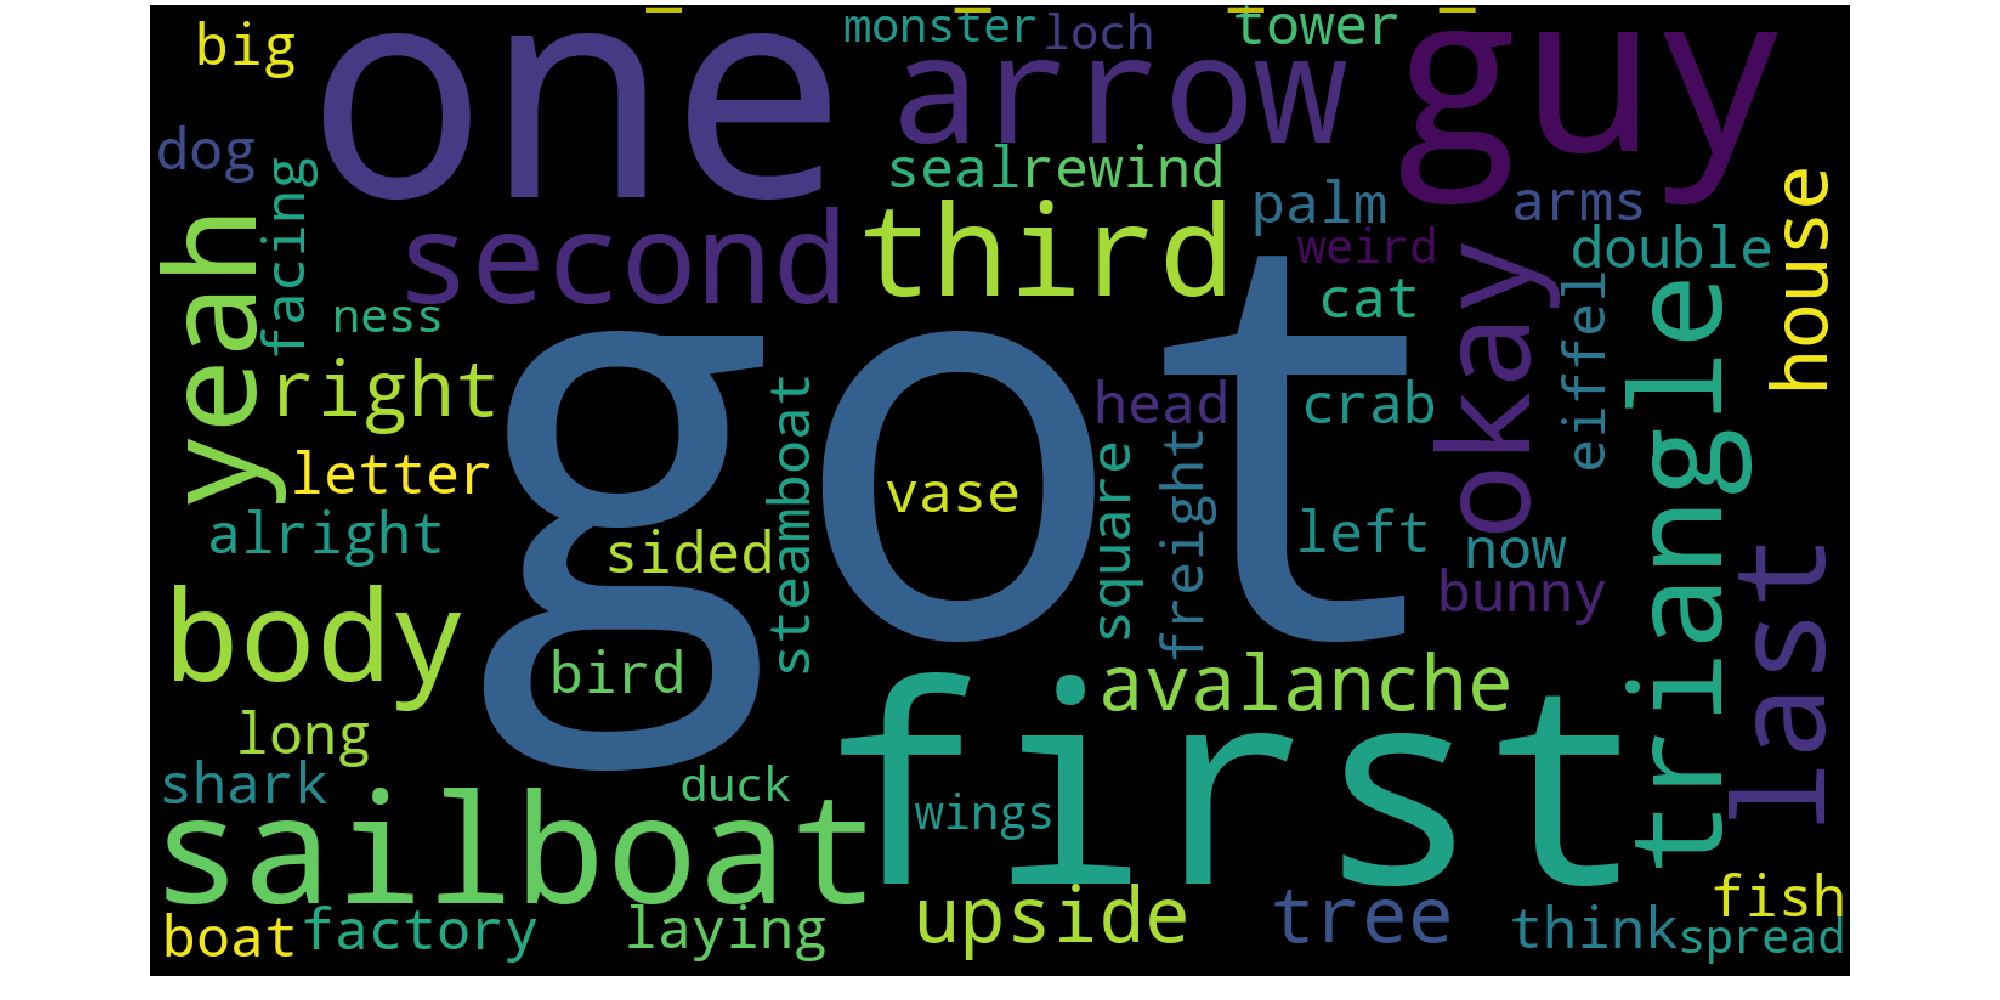 big
one
monster
loch
tower
arrow
guy
dog
facing
seal
rewind
palm
arms
house
yeah
second
third
weird
double
ness
cat
okay
eiffel
triangle
got
right
steamboat
head
crab
letter
vase
square
freight
alright
sided
left
now
last
body
bunny
bird
avalanche
long
first
shark
duck
wings
sailboat
boat
factory
laying
upside
tree
think
fish
spread